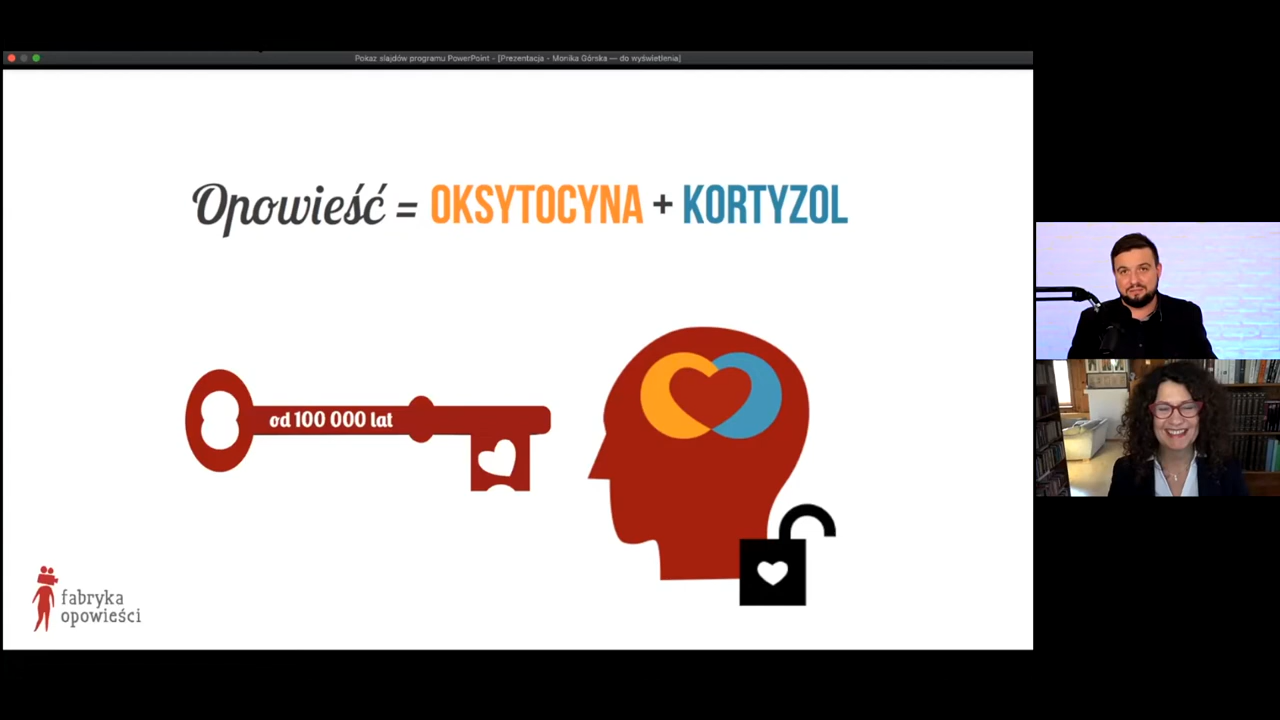 Pokaz slajdów programu PowerPoint - [Prezentacja - Monika Górska — do wyświetlenia]
Opowieść = OKSYTOCYNA + KORTYZOL
od 100 000 lat
fabryka
opowieści